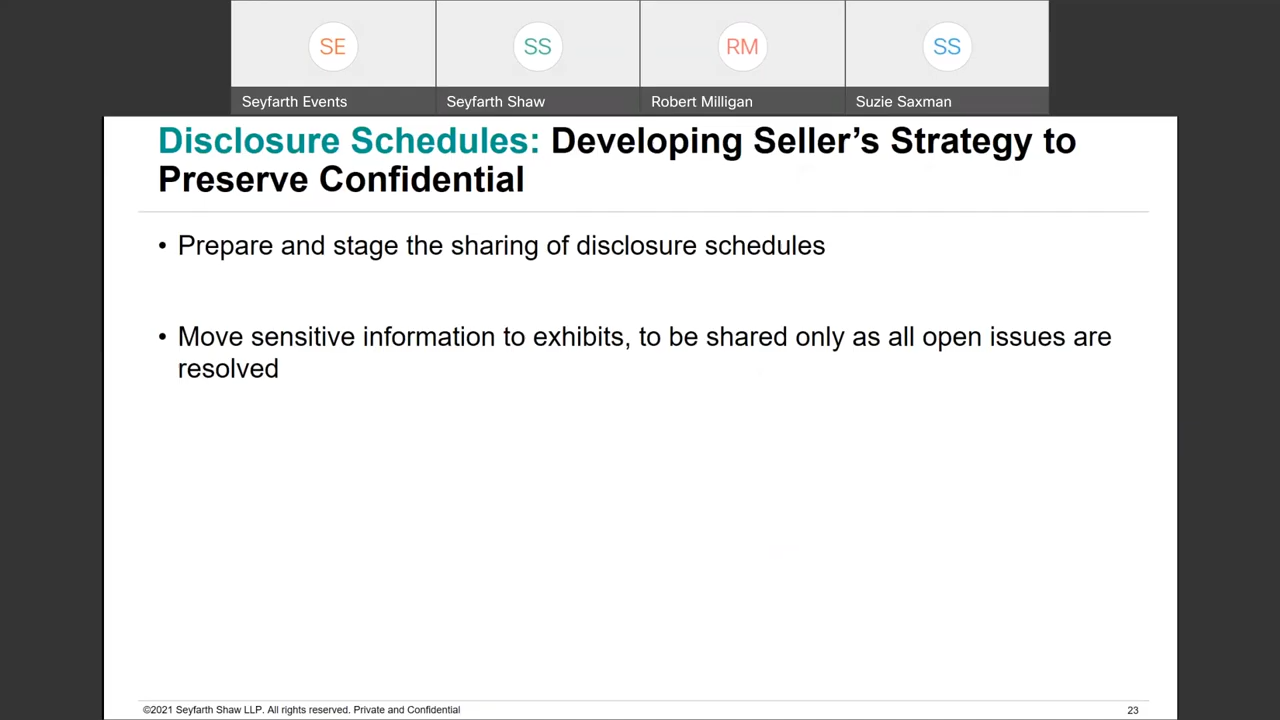 SE
SS
RM
SS
Seyfarth Events
Seyfarth Shaw
Robert Milligan
Suzie Saxman
Disclosure Schedules: Developing Seller’s Strategy to
Preserve Confidential
• Prepare and stage the sharing of disclosure schedules
• Move sensitive information to exhibits, to be shared only as all open issues are
resolved
©2021 Seyfarth Shaw LLP. All rights reserved. Private and Confidential
23